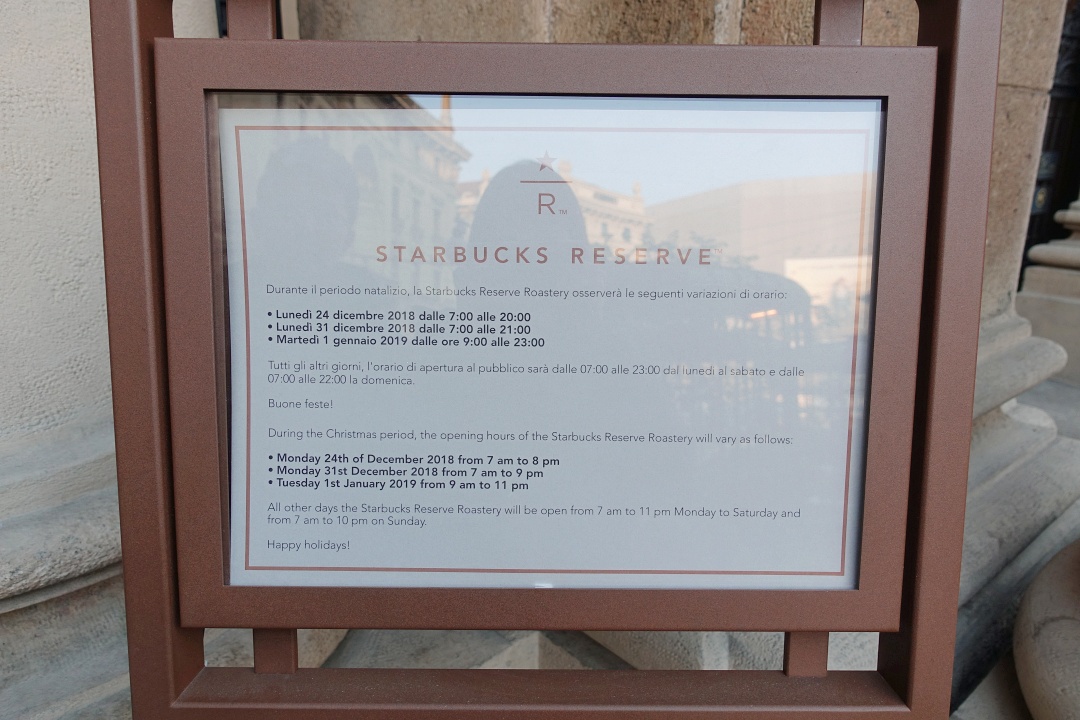 R TM
STARBUCKS RESERVE
Durante il periodo natalizio, la Starbucks Reserve Roastery osserverà le seguenti variazioni di orario:
• Lunedì 24 dicembre 2018 dalle 7:00 alle 20:00
• Lunedì 31 dicembre 2018 dalle 7:00 alle 21:00
• Martedì 1 gennaio 2019 dalle ore 9:00 alle 23:00
Tutti gli altri giorni, l'orario di apertura al pubblico sarà dalle 07:00 alle 23:00 dal lunedì al sabato e dalle
07:00 alle 22:00 la domenica.
Buone feste!
During the Christmas period, the opening hours of the Starbucks Reserve Roastery will vary as follows:
• Monday 24th of December 2018 from 7 am to 8 pm
• Monday 31st December 2018 from 7 am to 9 pm
• Tuesday 1st January 2019 from 9 am to 11 pm
All other days the Starbucks Reserve Roastery will be open from 7 am to 11 pm Monday to Saturday and
from 7 am to 10 pm on Sunday.
Happy holidays!